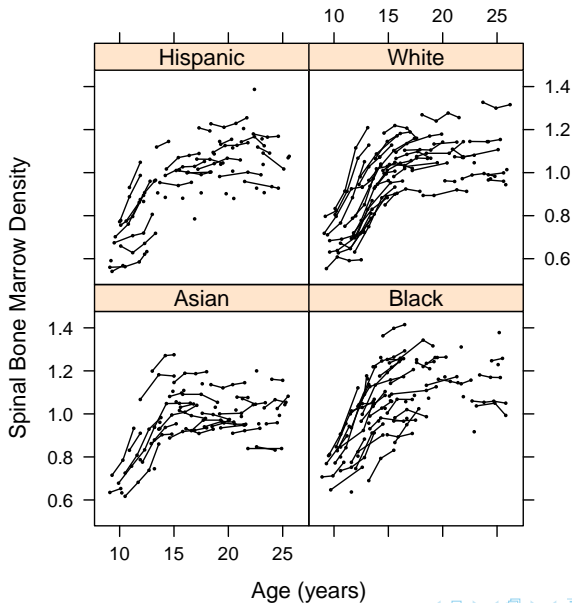 10 15 20 25
Hispanic White
1.4
1.2
1.0
0.8
0.6
Spinal Bone Marrow Density
Asian Black
1.4
1.2
1.0
0.8
0.6
10 15 20 25
Age (years)